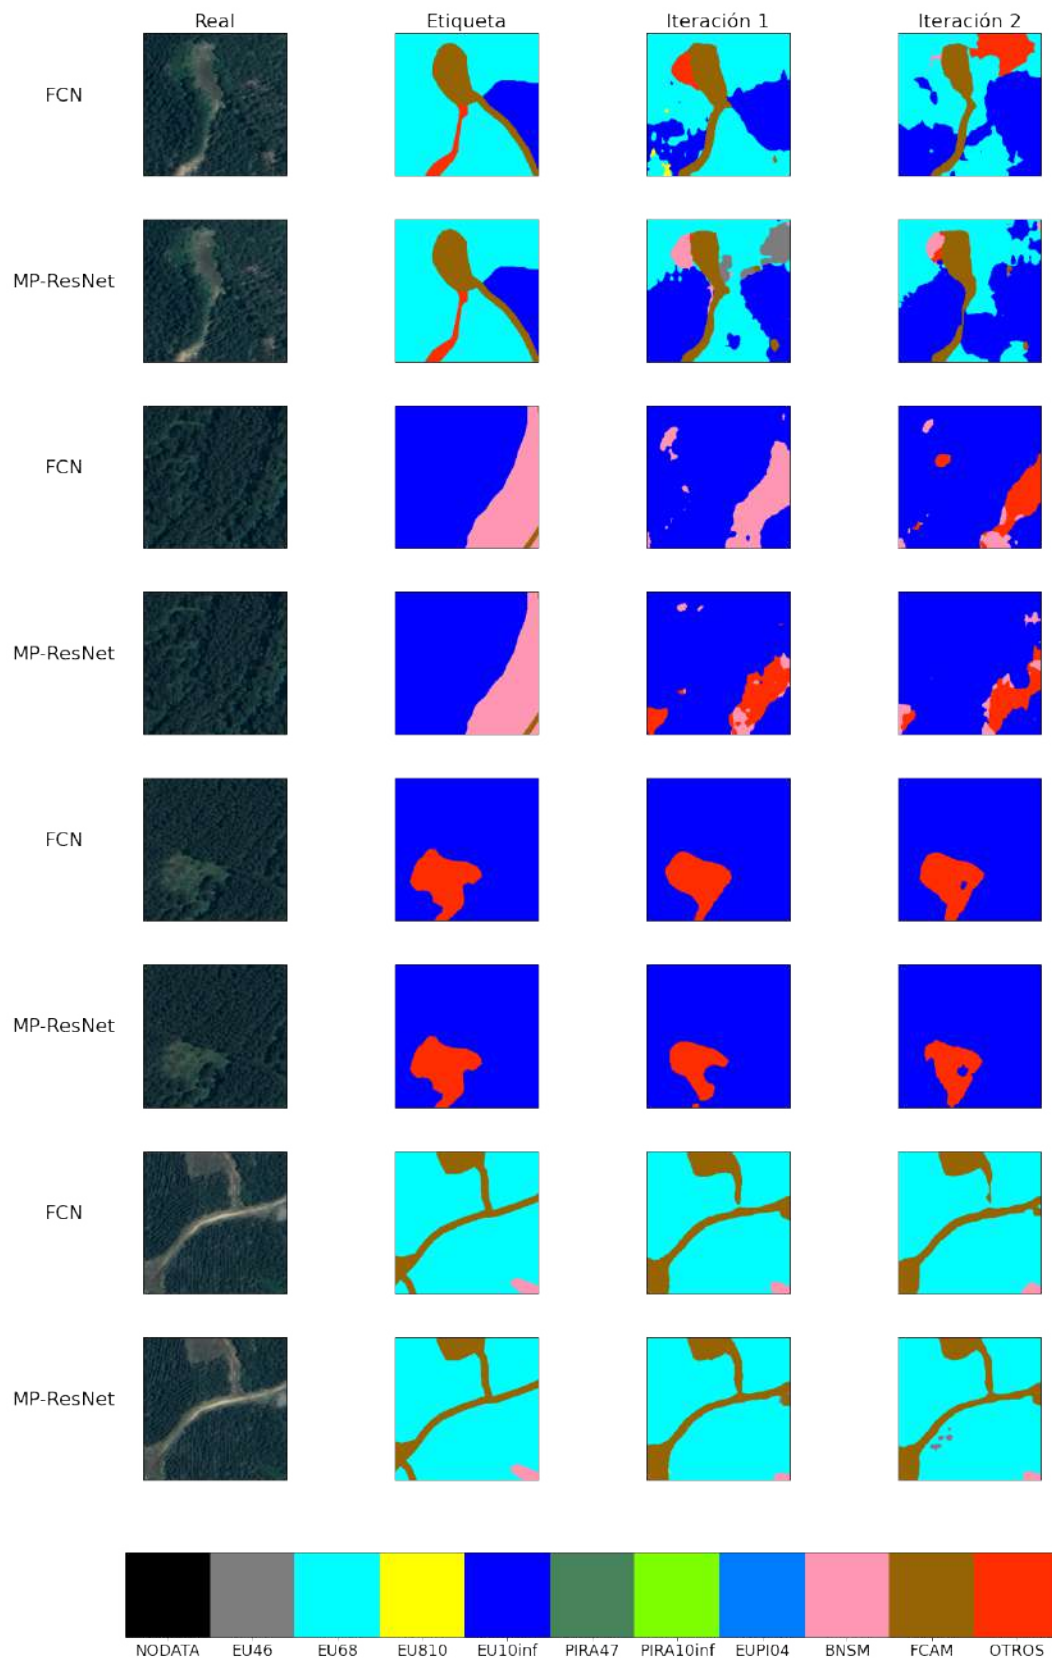 Real Etiqueta Iteración 1 Iteración 2
FCN
MP-ResNet
FCN
MP-ResNet
FCN
MP-ResNet
FCN
MP-ResNet
NODATA EU46 EU68 EU810 EU10inf PIRA47 PIRA10inf EUPI04 BNSM FCAM OTROS